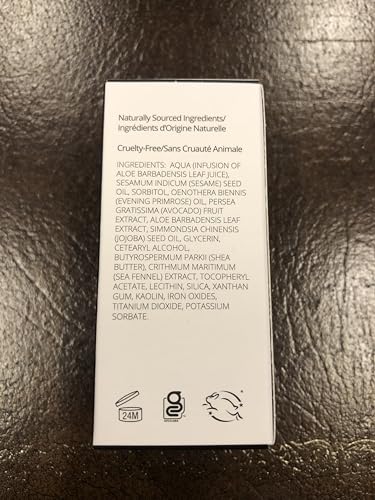 Naturally Sourced Ingredients/
Ingrédients d'Origine Naturelle
Cruelty-Free/Sans Cruauté Animale
INGREDIENTS: AQUA (INFUSION OF
ALOE BARBADENSIS LEAF JUICE),
SESAMUM INDICUM (SESAME) SEED
OIL, SORBITOL, OENOTHERA BIENNIS
(EVENING PRIMROSE) OIL, PERSEA
GRATISSIMA (AVOCADO) FRUIT
EXTRACT, ALOE BARBADENSIS LEAF
EXTRACT, SIMMONDSIA CHINENSIS
(JOJOBA) SEED OIL, GLYCERIN,
CETEARYL ALCOHOL,
BUTYROSPERMUM PARKII (SHEA
BUTTER), CRITHMUM MARITIMUM
(SEA FENNEL) EXTRACT, TOCOPHERYL
ACETATE, LECITHIN, SILICA, XANTHAN
GUM, KAOLIN, IRON OXIDES,
TITANIUM DIOXIDE, POTASSIUM
SORBATE.
24M